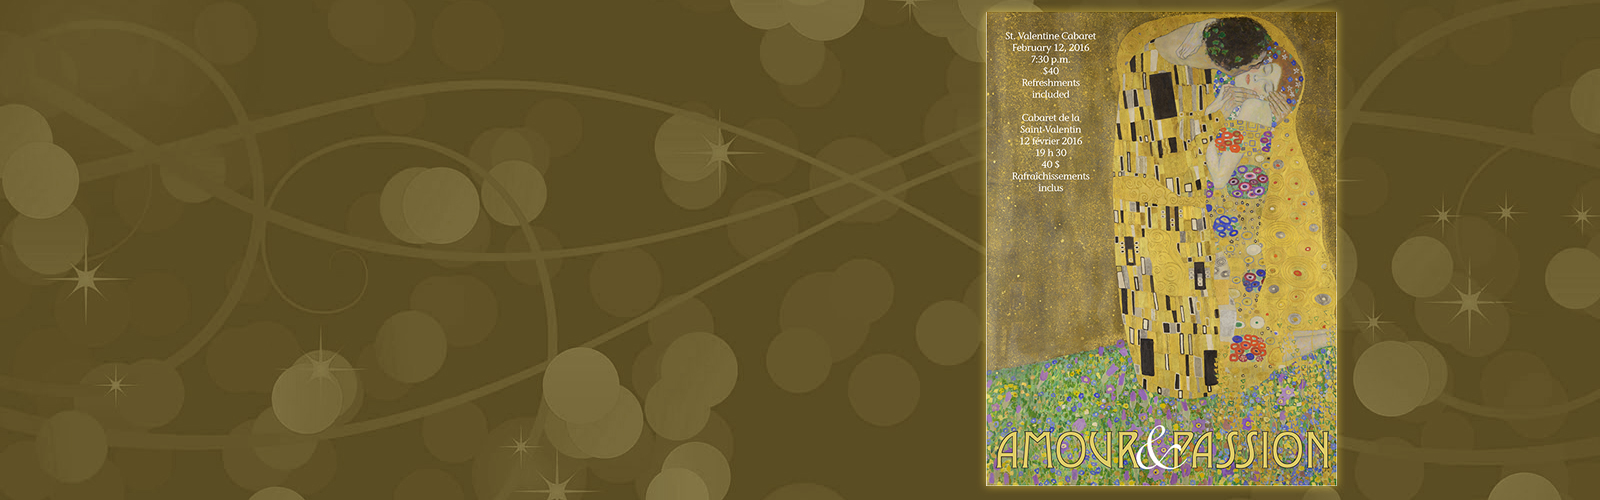 St. Valentine Cabaret
February 12, 2016
7:30 p.m.
$40
Refreshments
included
Cabaret de la
Saint-Valentin
12 février 2016
19 h 30
40 $
Rafraîchissements
inclus
AMOUR & PASSION